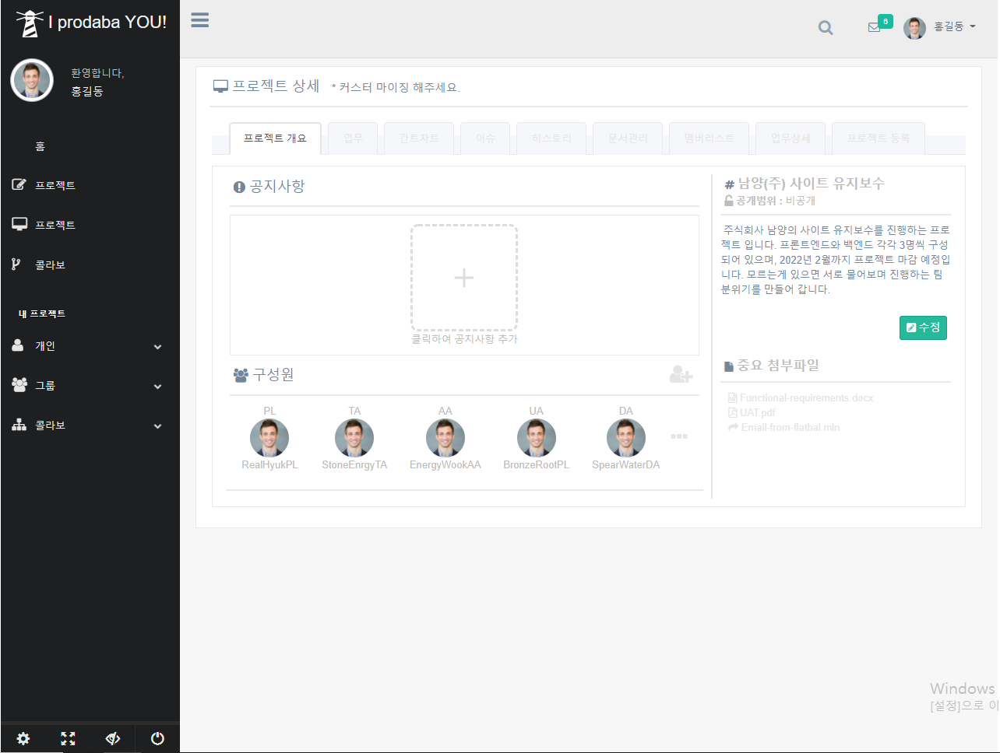 I prodaba YOU!
환영합니다,
홍길동
홈
프로젝트
프로젝트
콜라보
내 프로젝트
개인
그룹
콜라보
6
홍길동
프로젝트 상세 * 커스터 마이징 해주세요.
프로젝트 개요
업무
간트차트
이슈
히스토리
문서관리
멤버리스트
업무상세
프로젝트 등록
공지사항
클릭하여 공지사항 추가
구성원
PL
TA
AA
UA
DA
RealHyukPL
StoneEnrgyTA
EnergyWookAA
BronzeRootPL
SpearWaterDA
# 남양(주) 사이트 유지보수
공개범위 : 비공개
주식회사 남양의 사이트 유지보수를 진행하는 프로
젝트 입니다. 프론트엔드와 백엔드 각각 3명씩 구성
되어 있으며, 2022년 2월까지 프로젝트 마감 예정입
니다. 모르는게 있으면 서로 물어보며 진행하는 팀
분위기를 만들어 갑니다.
수정
중요 첨부파일
Functional-requirements.docx
UAT.pdf
Email-from-flatbal.mln
Windows
[설정]으로 이